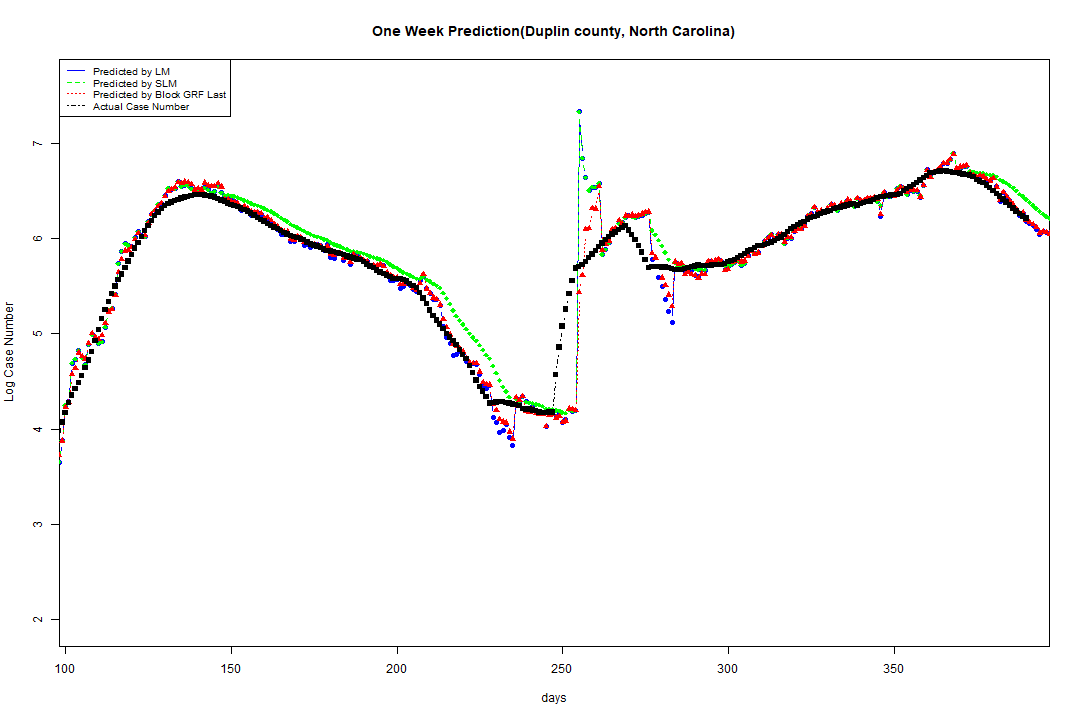 One Week Prediction(Duplin county, North Carolina)
Predicted by LM
Predicted by SLM
Predicted by Block GRF Last
Actual Case Number
Log Case Number
7
6
5
4
3
2
100 150 200 250 300 350
days